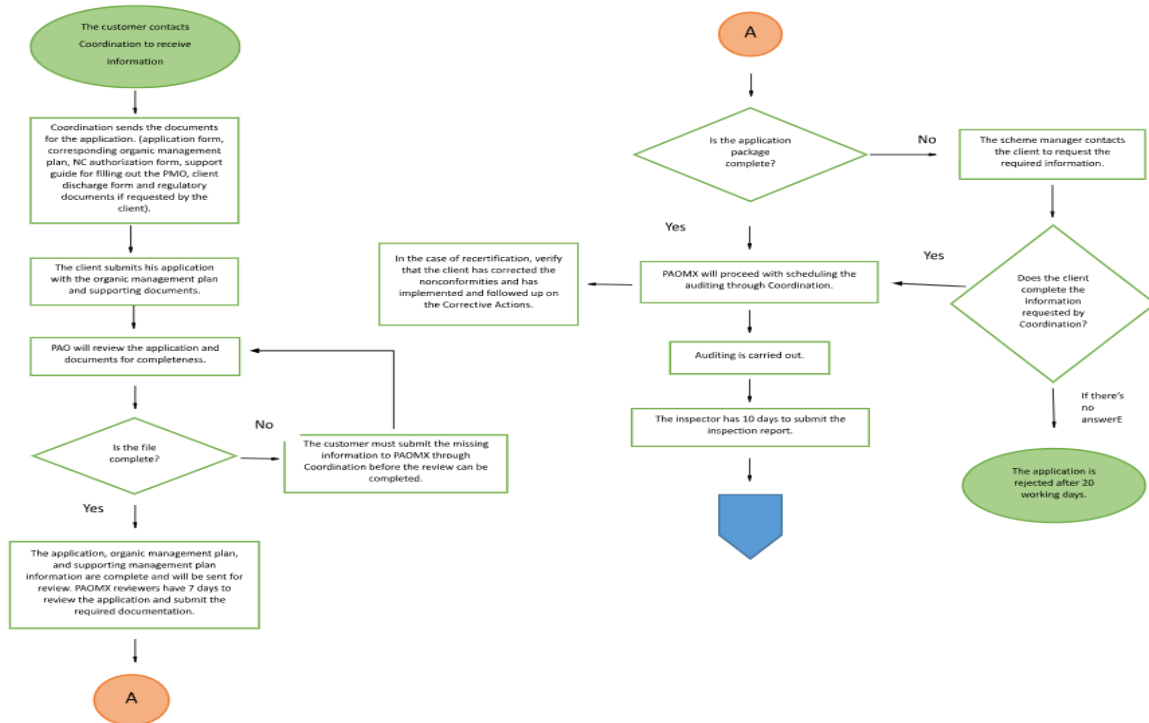 The customer contacts
Coordination to receive
information
Coordination sends the documents
for the application. (application form,
corresponding organic management
plan, NC authorization form, support
guide for filling out the PMO, client
discharge form and regulatory
documents if requested by the
client).
The client submits his application
with the organic management plan
and supporting documents.
PAO will review the application and
documents for completeness.
Is the file
complete?
No
The customer must submit the missing
information to PAOMX through
Coordination before the review can be
completed.
Yes
The application, organic management plan,
and supporting management plan
information are complete and will be sent for
review. PAOMX reviewers have 7 days to
review the application and submit the
required documentation.
A
A
Is the application
package
complete?
No
The scheme manager contacts
the client to request the
required information.
Yes
Does the client
complete the
Information
requested by
Coordination?
Yes
PAOMX will proceed with scheduling the
auditing through Coordination.
In the case of recertification, verify
that the client has corrected the
nonconformities and has
implemented and followed up on
the Corrective Actions.
Auditing is carried out.
The inspector has 10 days to submit the
inspection report.
If there's
no
answerE
The application is
rejected after 20
working days.